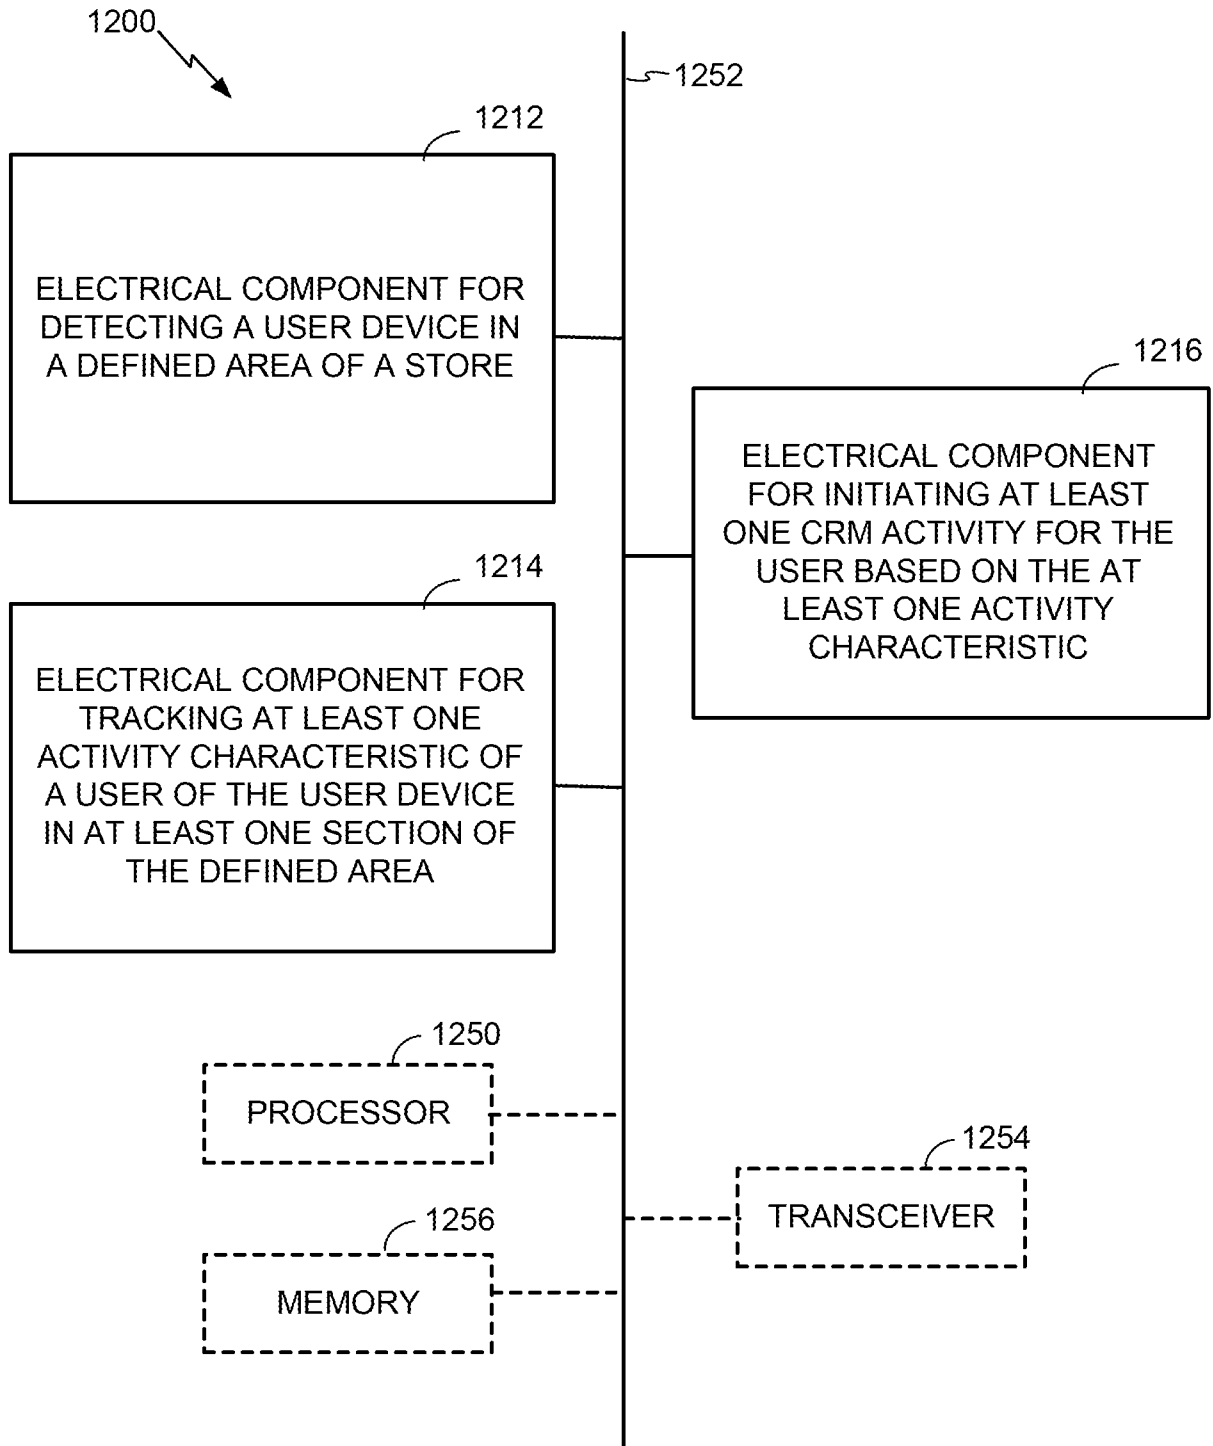 1200
1252
1212
ELECTRICAL COMPONENT FOR
DETECTING A USER DEVICE IN
A DEFINED AREA OF A STORE
1216
ELECTRICAL COMPONENT
FOR INITIATING AT LEAST
ONE CRM ACTIVITY FOR THE
USER BASED ON THE AT
LEAST ONE ACTIVITY
CHARACTERISTIC
1214
ELECTRICAL COMPONENT FOR
TRACKING AT LEAST ONE
ACTIVITY CHARACTERISTIC OF
A USER OF THE USER DEVICE
IN AT LEAST ONE SECTION OF
THE DEFINED AREA
1250
PROCESSOR
1254
TRANSCEIVER
1256
MEMORY